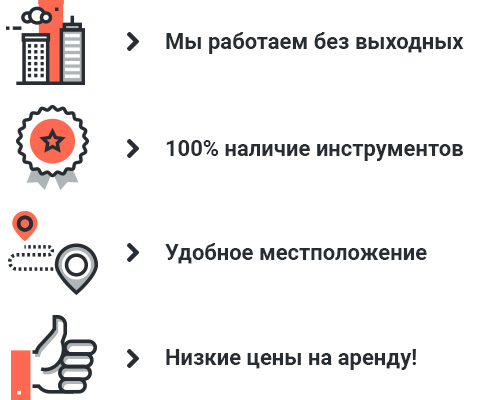 Мы работаем без выходных
100% наличие инструментов
Удобное местположение
Низкие цены на аренду!